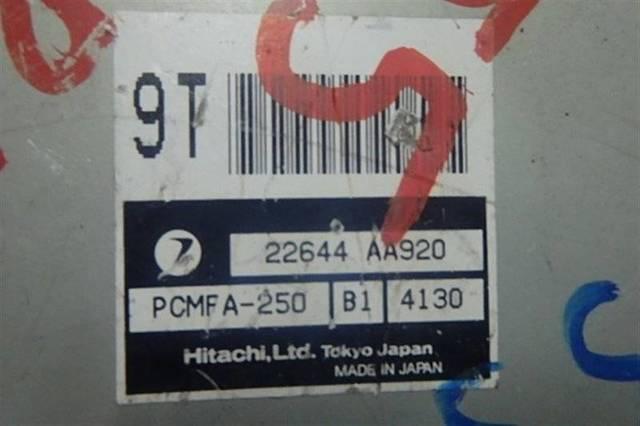 9T
22644 AA920
PCMFA-250 B1 4130
Hitachi,Ltd. Tokyo Japan
MADE IN JAPAN